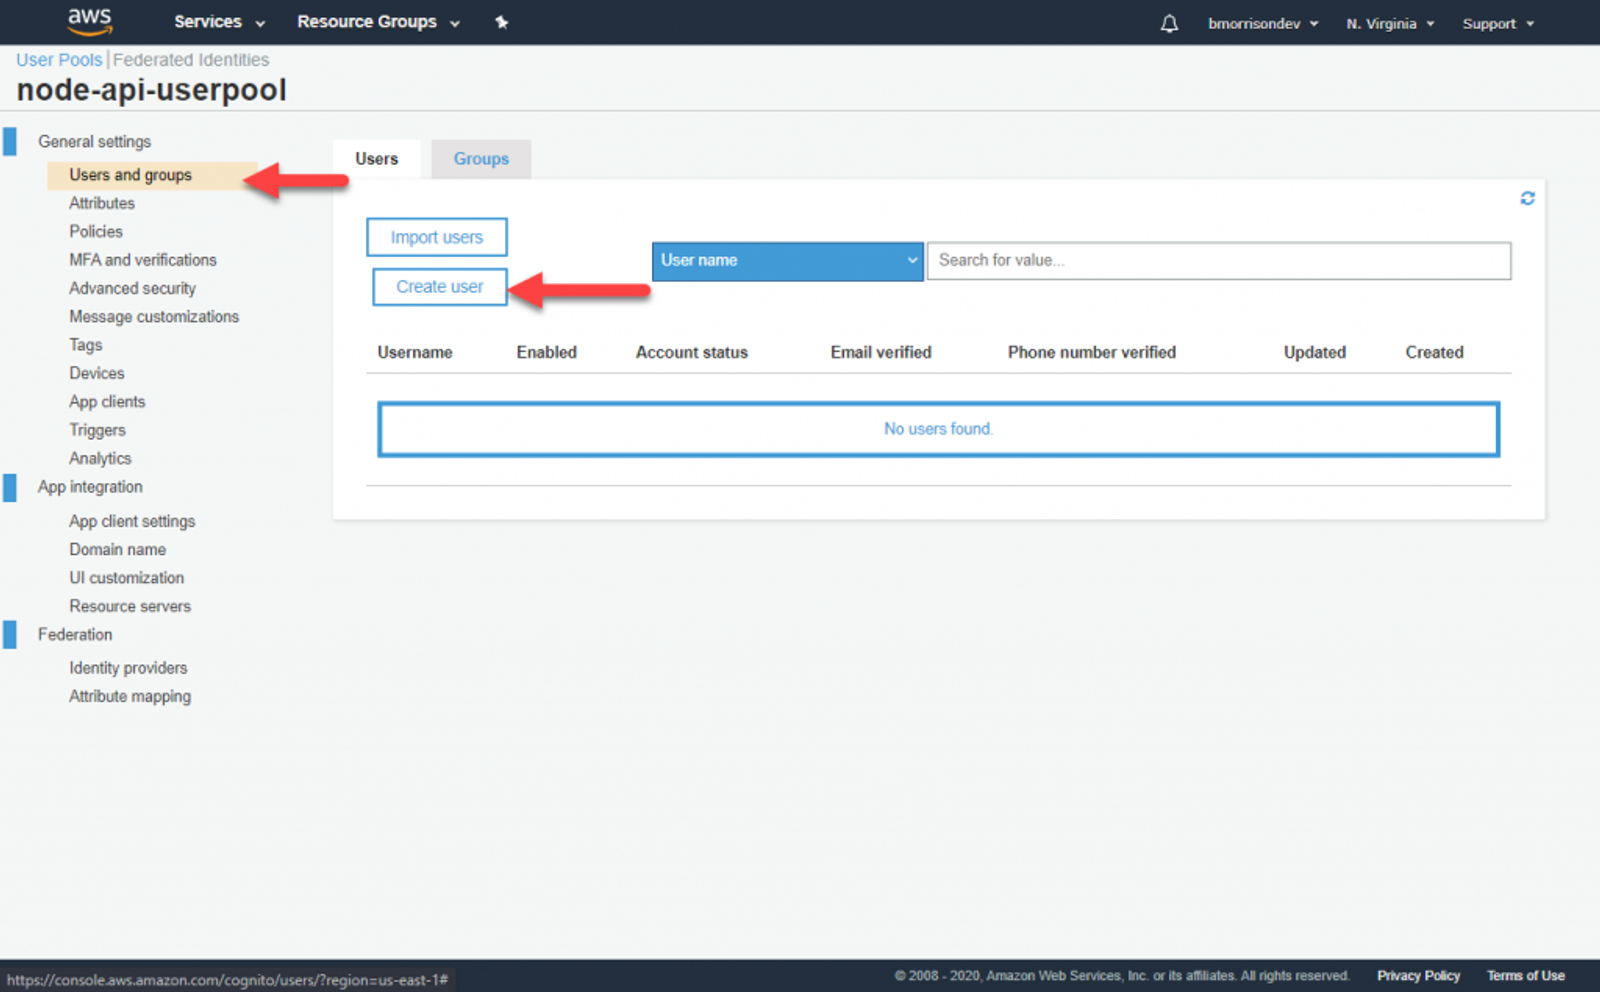 aws Services Resource Groups bmorrisondev N. Virginia Support
User Pools | Federated Identities
node-api-userpool
General settings
Users and groups
Attributes
Policies
MFA and verifications
Advanced security
Message customizations
Tags
Devices
App clients
Triggers
Analytics
App integration
App client settings
Domain name
UI customization
Resource servers
Federation
Identity providers
Attribute mapping
Users Groups
Import users
Create user
User name Search for value...
Username Enabled Account status Email verified Phone number verified Updated Created
No users found.
https://console.aws.amazon.com/cognito/users/?region=us-east-1#
© 2008 - 2020, Amazon Web Services, Inc. or its affiliates. All rights reserved. Privacy Policy Terms of Use